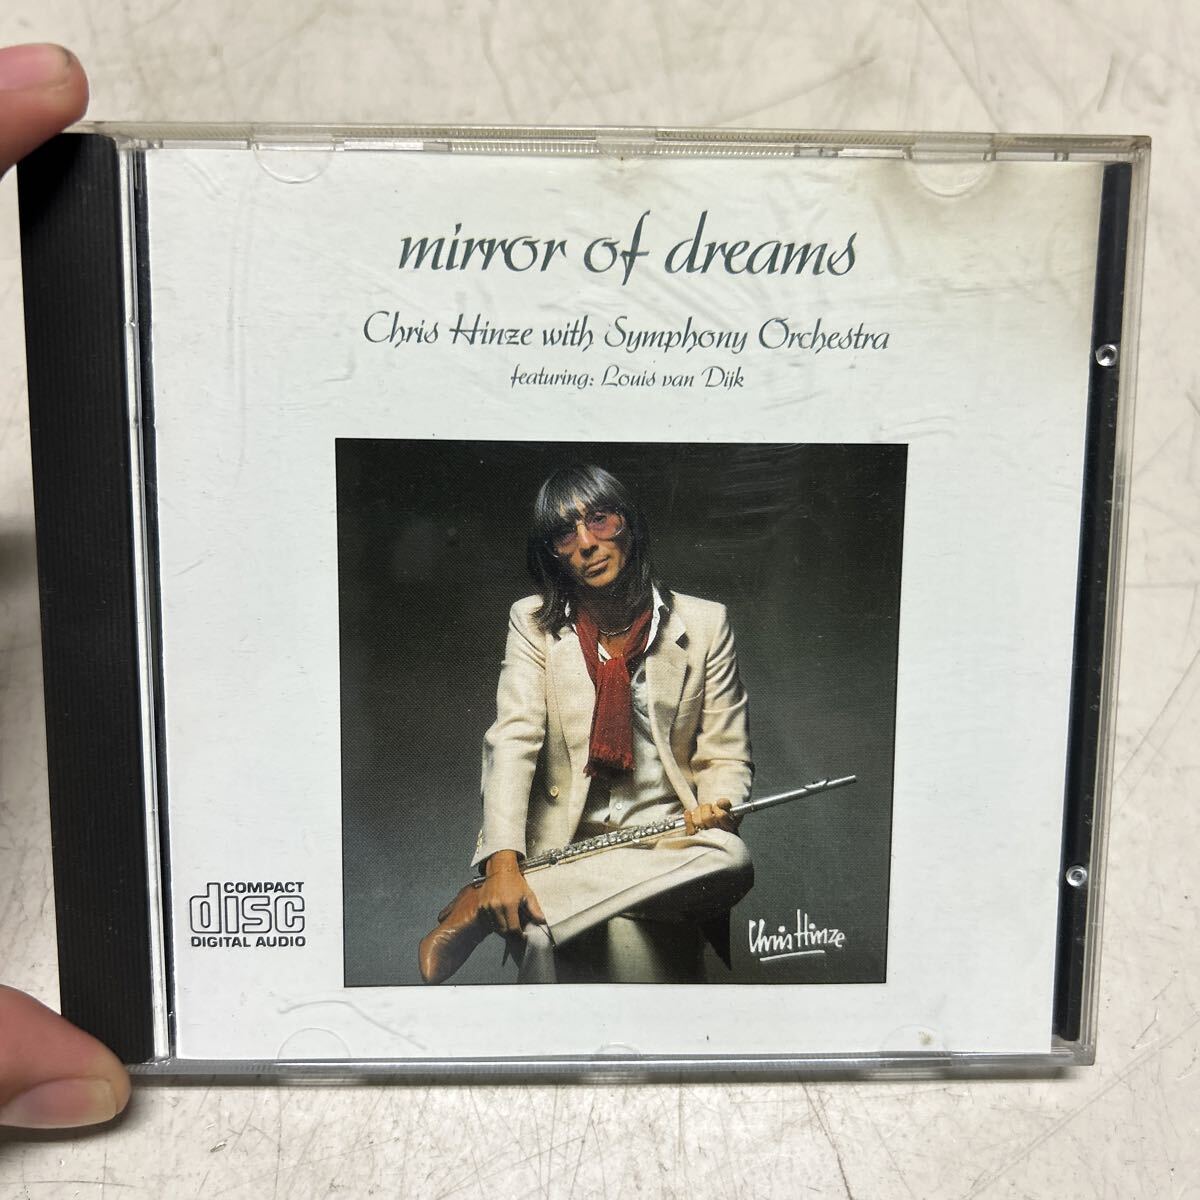 mirror of dreams
Chris Hinze with Symphony Orchestra
featuring: Louis van Dijk
Chris Hinze
COMPACT
disc
DIGITAL AUDIO